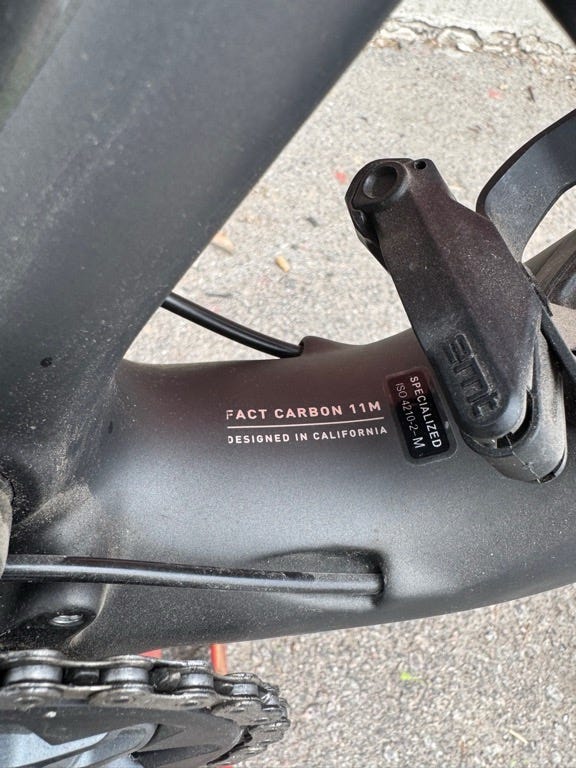 FACT CARBON 11M
DESIGNED IN CALIFORNIA
SPECIALIZED
ISO 4210-2-M